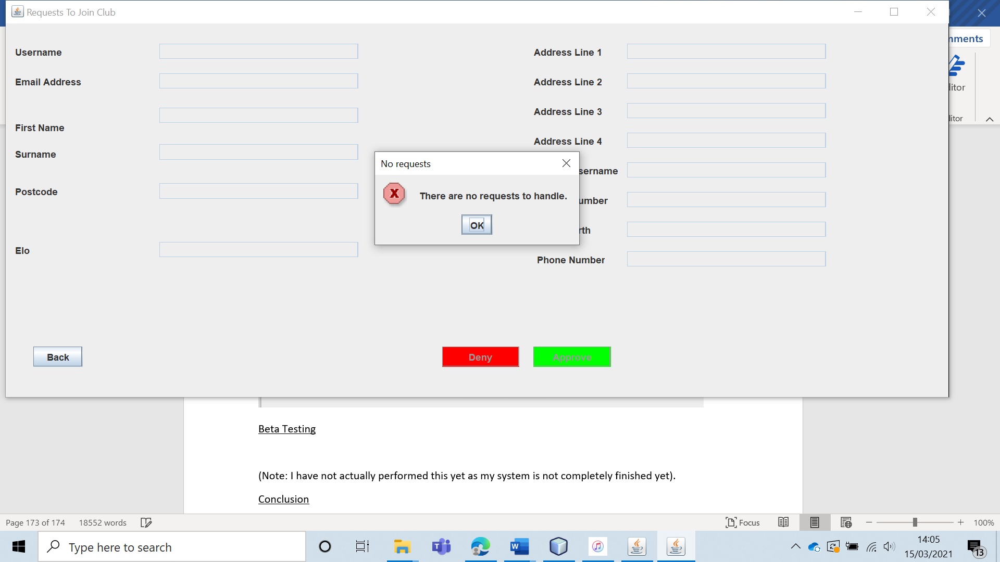 Requests To Join Club
mments
Username
Address Line 1
Email Address
Address Line 2
itor
Address Line 3
itor
First Name
Address Line 4
Surname
No requests
sername
Postcode
There are no requests to handle.
umber
OK
rth
Elo
Phone Number
Back
Deny
Approve
Beta Testing
(Note: I have not actually performed this yet as my system is not completely finished yet).
Conclusion
Page 173 of 174 18552 words Focus 100%
Type here to search
14:05
15/03/2021
13